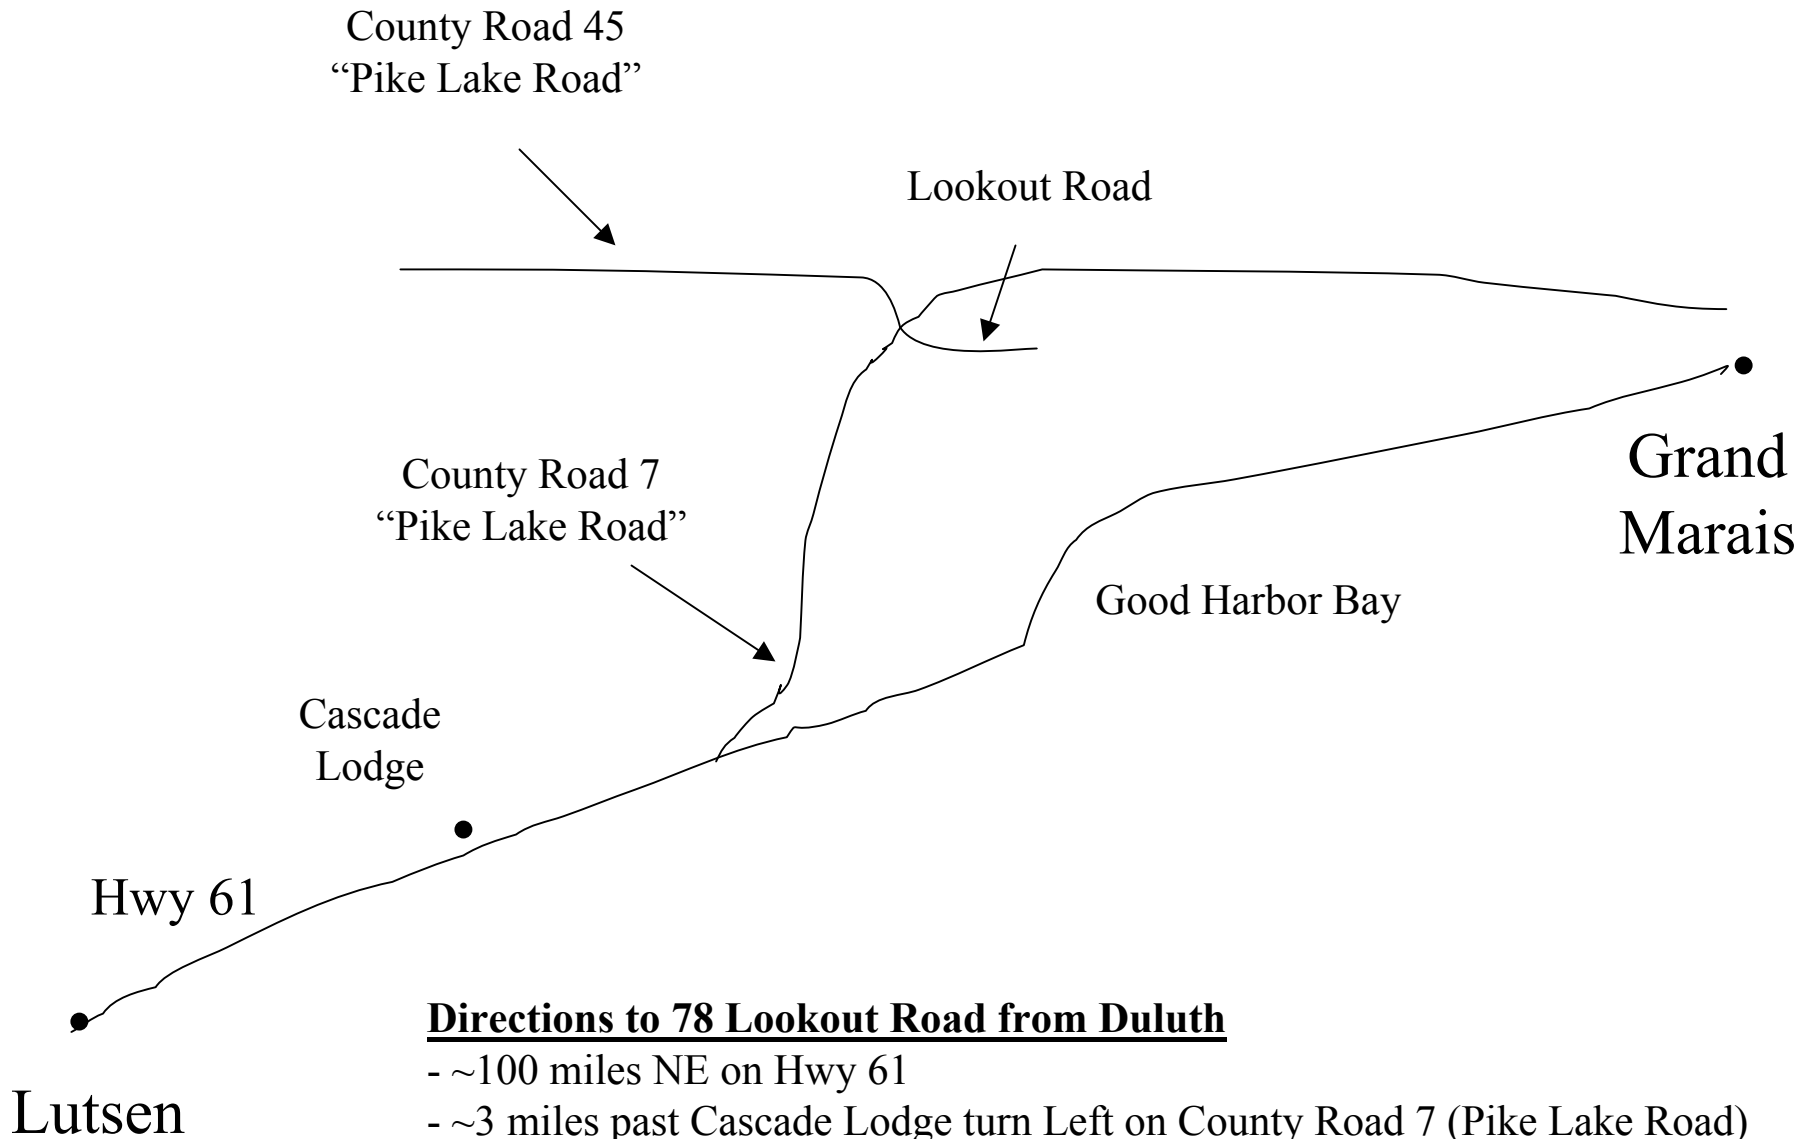 County Road 45
“Pike Lake Road”
Lookout Road
Grand
Marais
County Road 7
“Pike Lake Road”
Good Harbor Bay
Cascade
Lodge
Hwy 61
Lutsen
Directions to 78 Lookout Road from Duluth
- ~100 miles NE on Hwy 61
- ~3 miles past Cascade Lodge turn Left on County Road 7 (Pike Lake Road)